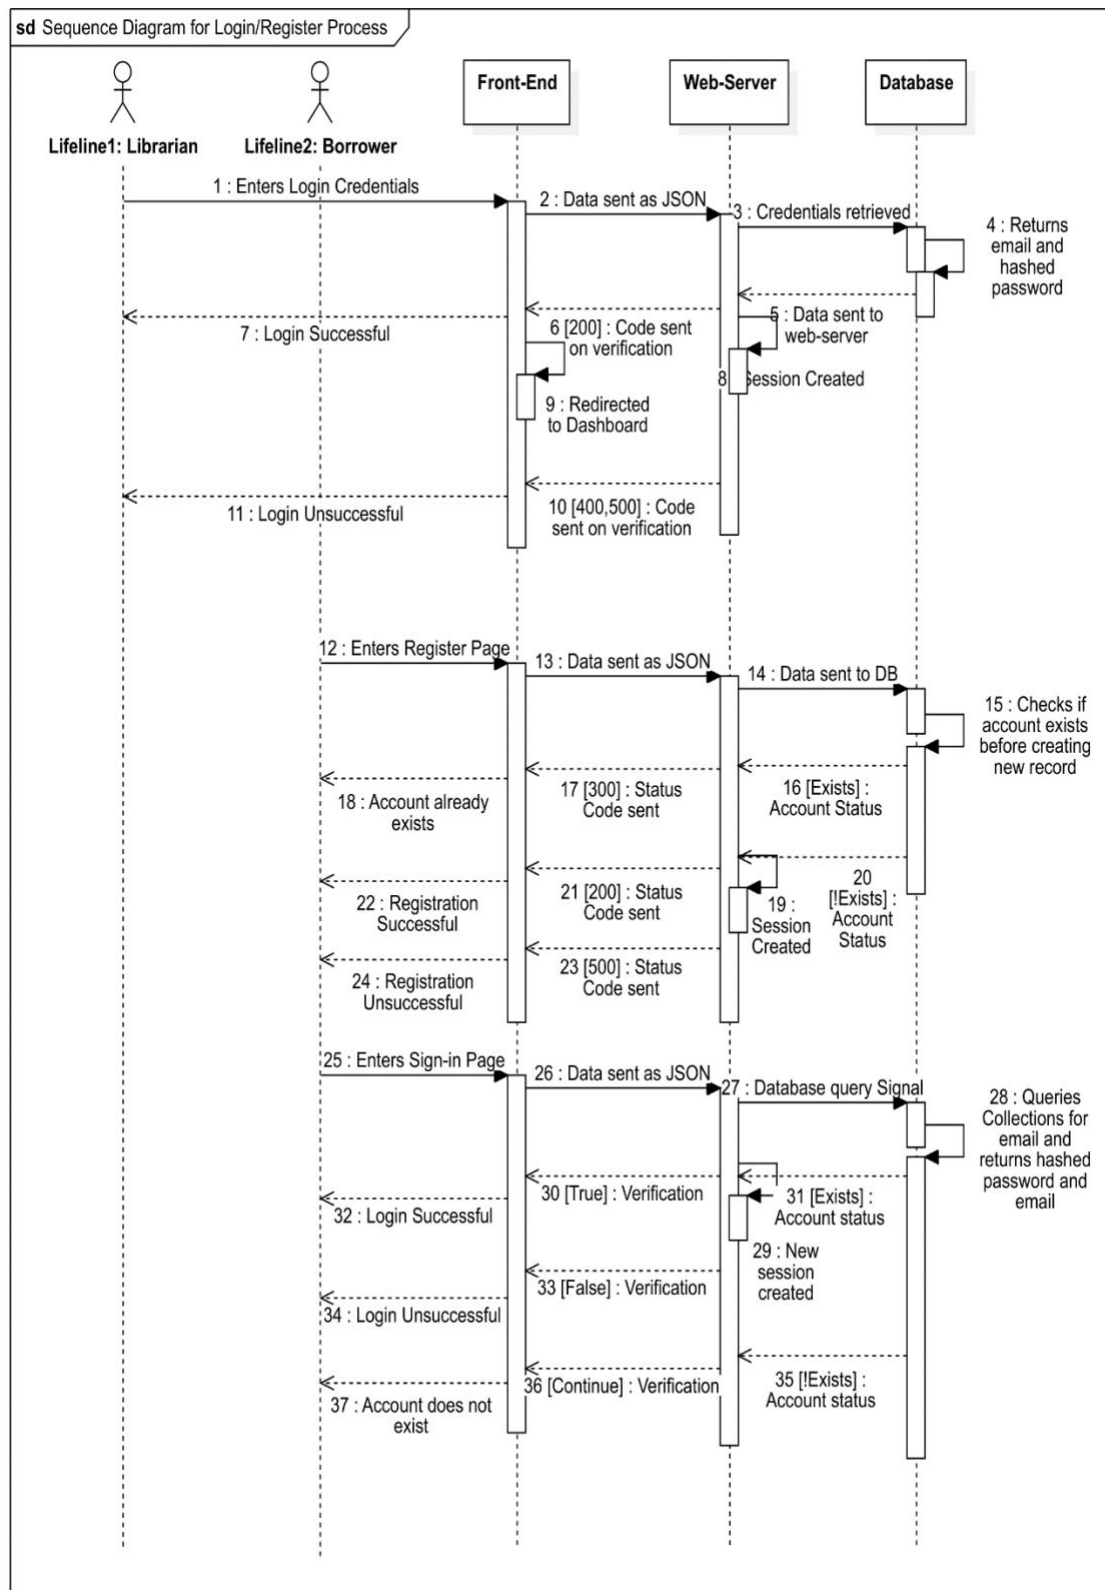 sd Sequence Diagram for Login/Register Process
Front-End
Web-Server
Database
Lifeline1: Librarian
Lifeline2: Borrower
1 : Enters Login Credentials
2 : Data sent as JSON
3 : Credentials retrieved
4 : Returns
email and
hashed
password
5 : Data sent to
web-server
6 [200] : Code sent
on verification
7 : Login Successful
8 : Session Created
9 : Redirected
to Dashboard
10 [400,500] : Code
sent on verification
11 : Login Unsuccessful
12 : Enters Register Page
13 : Data sent as JSON
14 : Data sent to DB
15 : Checks if
account exists
before creating
new record
16 [Exists] :
Account Status
17 [300] : Status
Code sent
18 : Account already
exists
19 :
Session
Created
20
[!Exists] :
Account
Status
21 [200] : Status
Code sent
22 : Registration
Successful
23 [500] : Status
Code sent
24 : Registration
Unsuccessful
25 : Enters Sign-in Page
26 : Data sent as JSON
27 : Database query Signal
28 : Queries
Collections for
email and
returns hashed
password and
email
30 [True] : Verification
31 [Exists] :
Account status
32 : Login Successful
29 : New
session
created
33 [False] : Verification
34 : Login Unsuccessful
35 [!Exists] :
Account status
36 [Continue] : Verification
37 : Account does not
exist